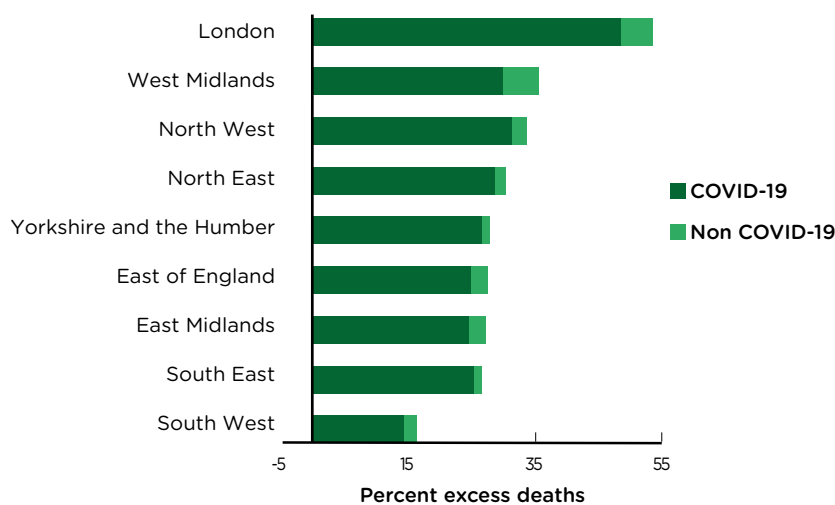 London
West Midlands
North West
North East
Yorkshire and the Humber
East of England
East Midlands
South East
South West
COVID-19
Non COVID-19
-5 15 35 55
Percent excess deaths